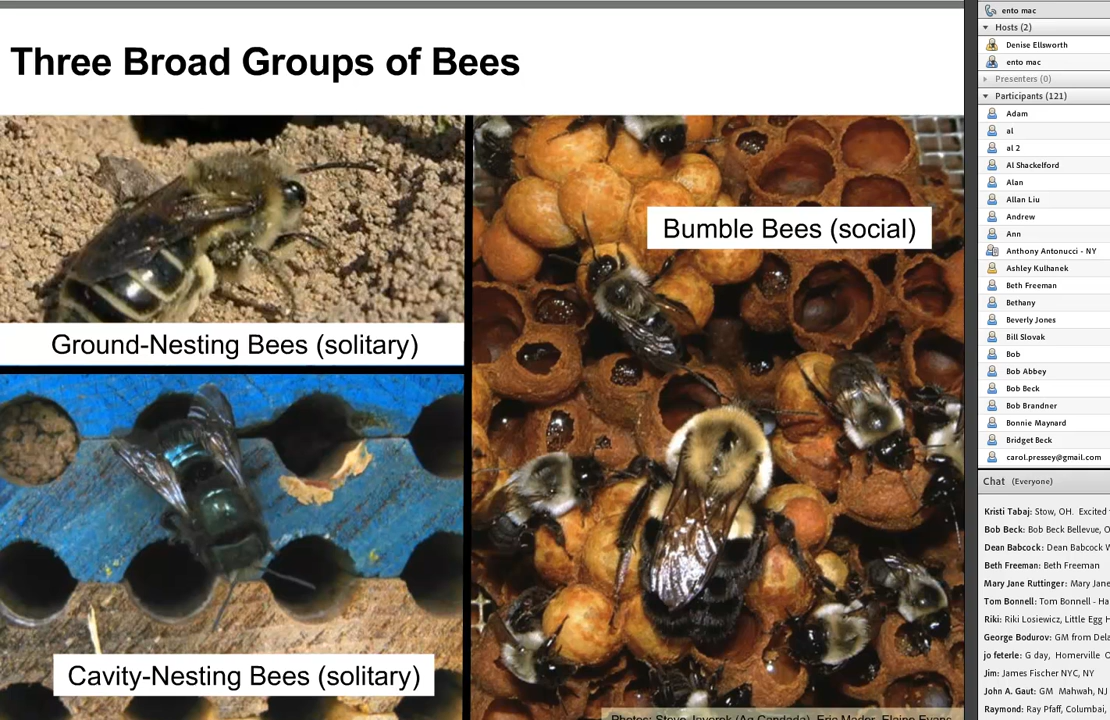 Three Broad Groups of Bees
Ground-Nesting Bees (solitary)
Cavity-Nesting Bees (solitary)
Bumble Bees (social)
ento mac
Hosts (2)
Denise Ellsworth
ento mac
Presenters (0)
Participants (121)
Adam
al
al 2
Al Shackelford
Alan
Allan Liu
Andrew
Ann
Anthony Antonucci - NY
Ashley Kulhanek
Beth Freeman
Bethany
Beverly Jones
Bill Slovak
Bob
Bob Abbey
Bob Beck
Bob Brandner
Bonnie Maynard
Bridget Beck
carol.pressey@gmail.com
Chat (Everyone)
Kristi Tabaj: Stow, OH. Excited
Bob Beck: Bob Beck Bellevue, O
Dean Babcock: Dean Babcock W
Beth Freeman: Beth Freeman
Mary Jane Ruttinger: Mary Jane
Tom Bonnell: Tom Bonnell - Ha
Riki: Riki Losiewicz, Little Egg H
George Bodurov: GM from Dela
jo feterle: G day, Homerville O
Jim: James Fischer NYC, NY
John A. Gaut: GM Mahwah, NJ
Raymond: Ray Pfaff, Columbai,